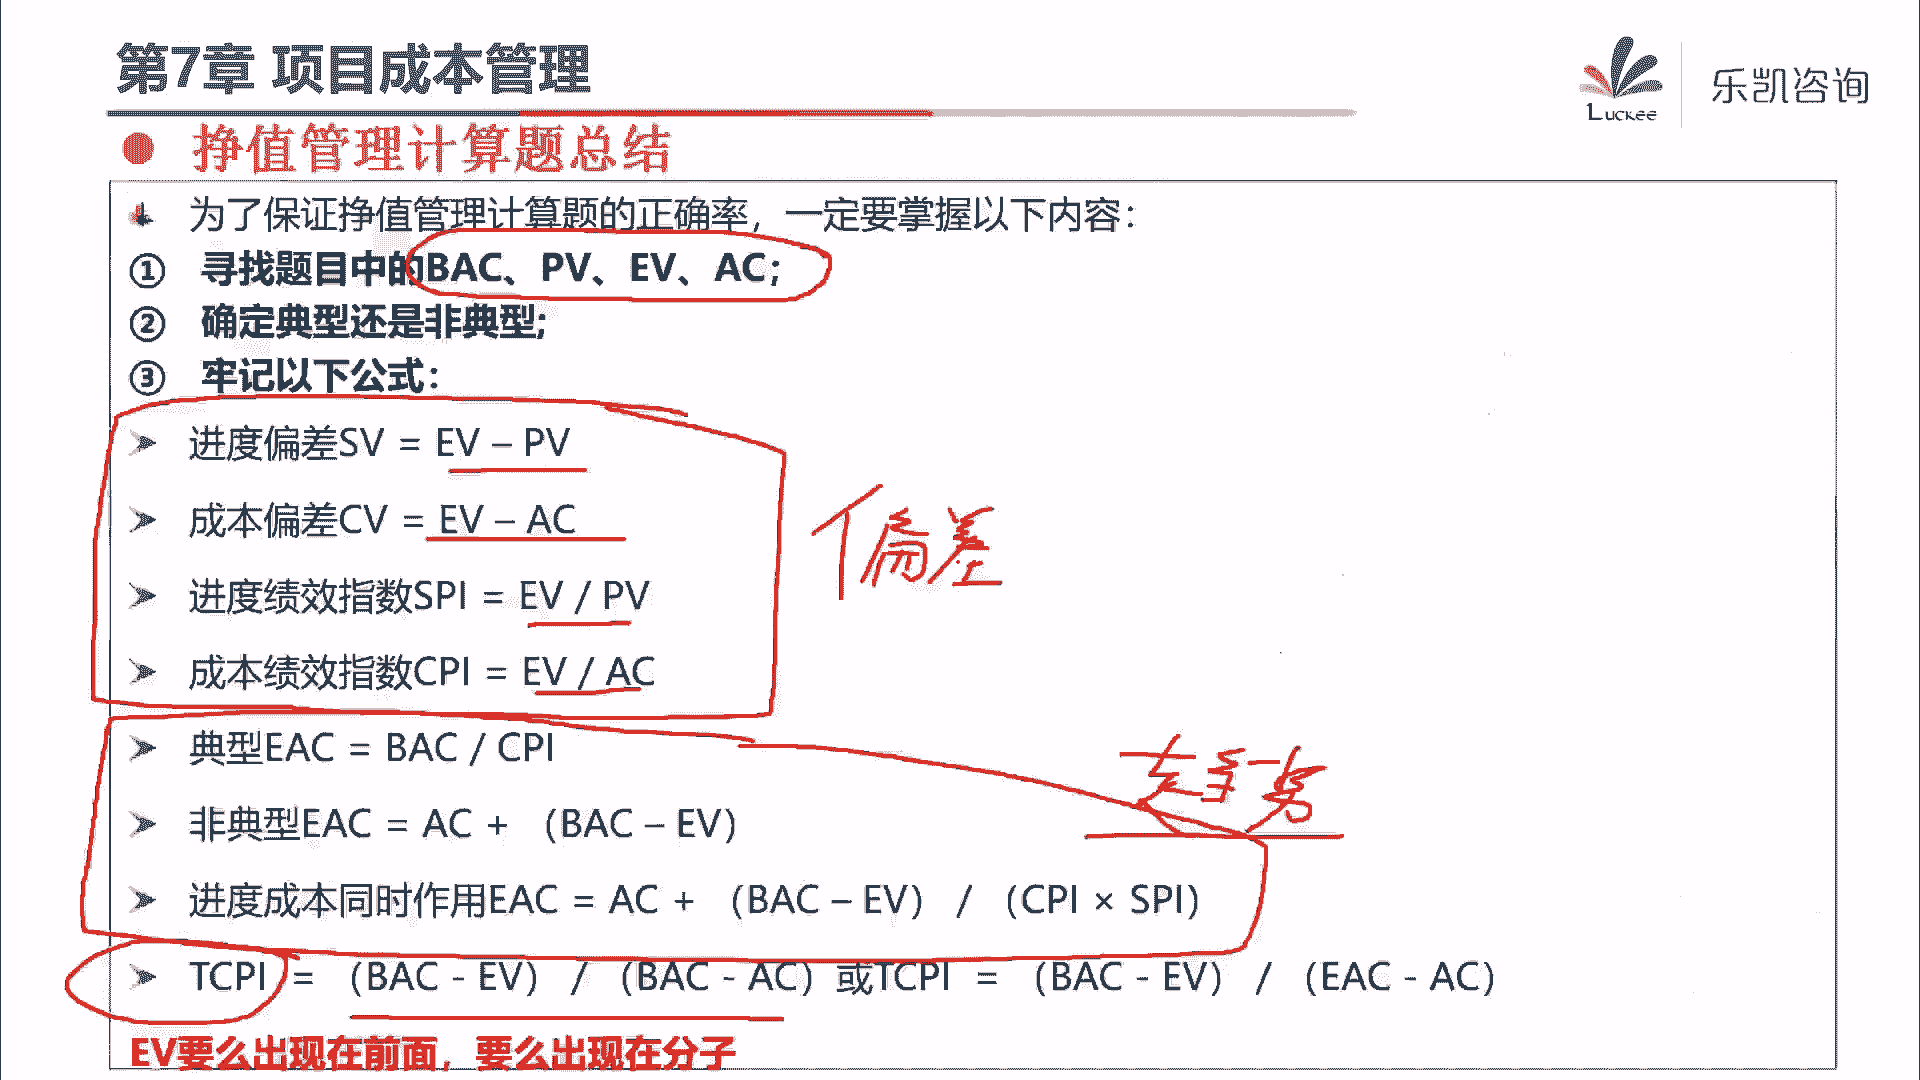 第7章 项目成本管理
Luckee
乐凯咨询
挣值管理计算题总结
为了保证挣值管理计算题的正确率，一定要掌握以下内容：
① 寻找题目中的BAC、PV、EV、AC;
② 确定典型还是非典型;
③ 牢记以下公式：
进度偏差SV = EV – PV
成本偏差CV = EV – AC
偏差
进度绩效指数SPI = EV / PV
成本绩效指数CPI = EV / AC
典型EAC = BAC / CPI
非典型EAC = AC + （BAC – EV）
进度成本同时作用EAC = AC + （BAC – EV） / （CPI × SPI）
TCPI = （BAC - EV） / （BAC - AC）或TCPI = （BAC - EV） / （EAC - AC）
EV要么出现在前面，要么出现在分子